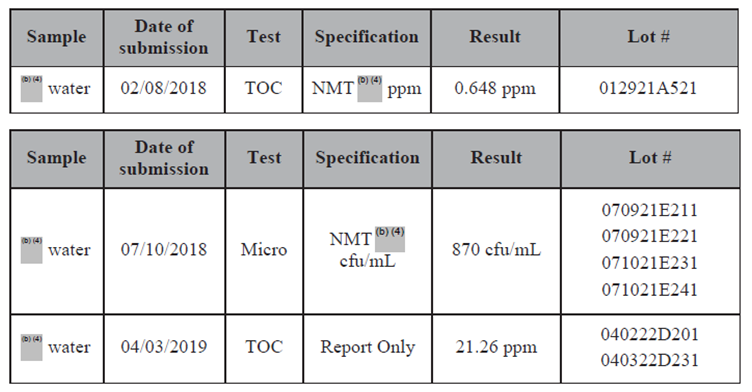 Sample Date of submission Test Specification Result Lot #
(b) (4) water 02/08/2018 TOC NMT (b) (4) ppm 0.648 ppm 012921A521
Sample Date of submission Test Specification Result Lot #
(b) (4) water 07/10/2018 Micro NMT (b) (4) cfu/mL 870 cfu/mL 070921E211
070921E221
071021E231
071021E241
(b) (4) water 04/03/2019 TOC Report Only 21.26 ppm 040222D201
040322D231